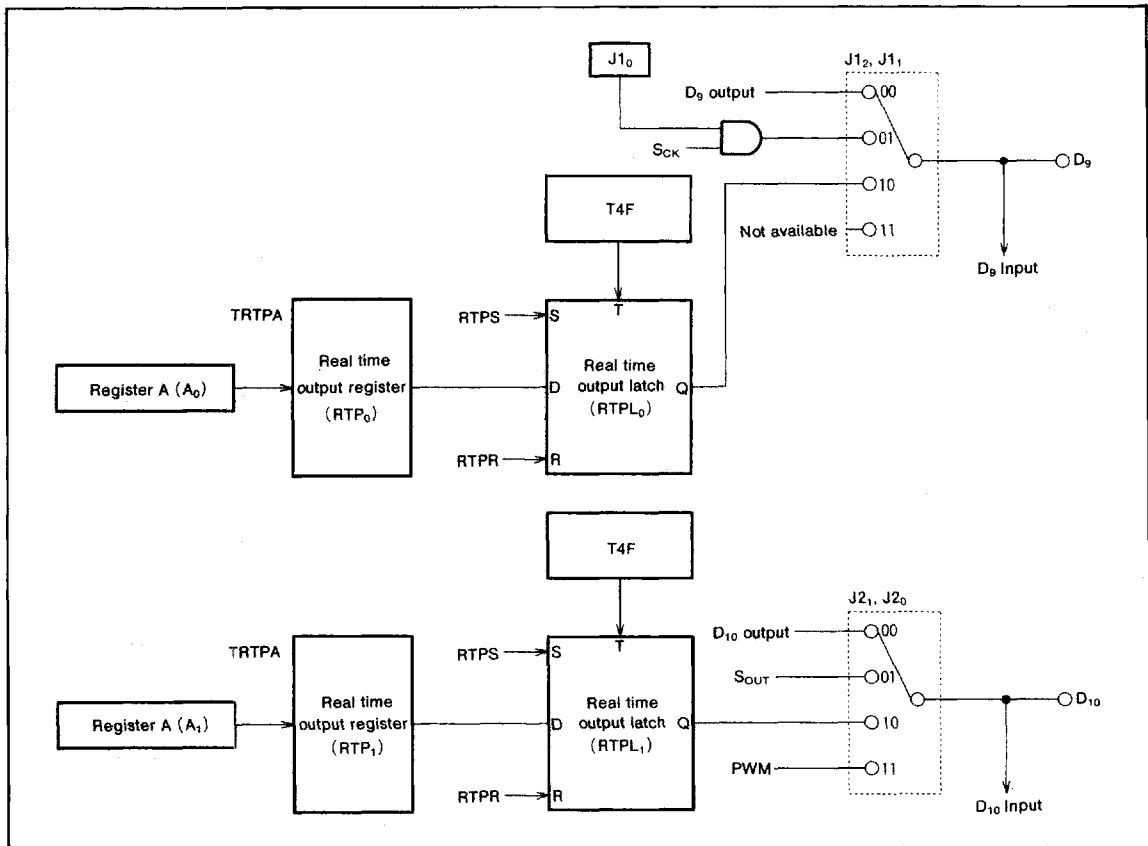 J1₀
J1₂, J1₁
D₉ output
00
S_CK
01
D₉
T4F
10
Not available
11
D₉ Input
TRTPA
RTPS
S
T
Register A (A₀)
Real time
output register
(RTP₀)
D
Real time
output latch
(RTPL₀)
Q
RTPR
R
T4F
J2₁, J2₀
D₁₀ output
00
TRTPA
RTPS
S
T
S_OUT
01
D₁₀
Register A (A₁)
Real time
output register
(RTP₁)
D
Real time
output latch
(RTPL₁)
Q
10
PWM
11
RTPR
R
D₁₀ Input